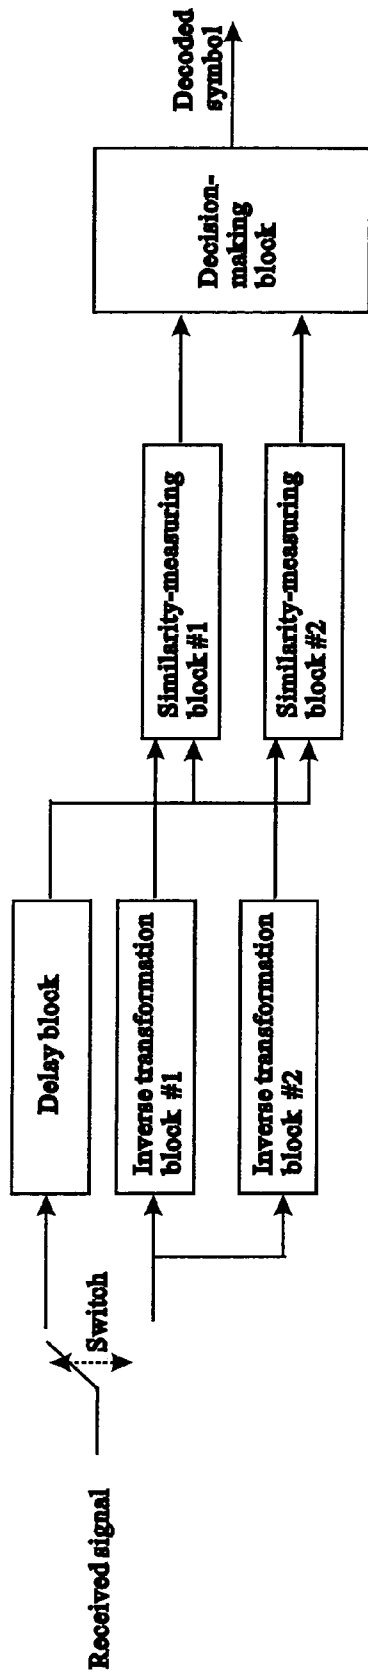 Received signal
Switch
Delay block
Inverse transformation
block #1
Inverse transformation
block #2
Similarity-measuring
block #1
Similarity-measuring
block #2
Decision-
making
block
Decoded
symbol